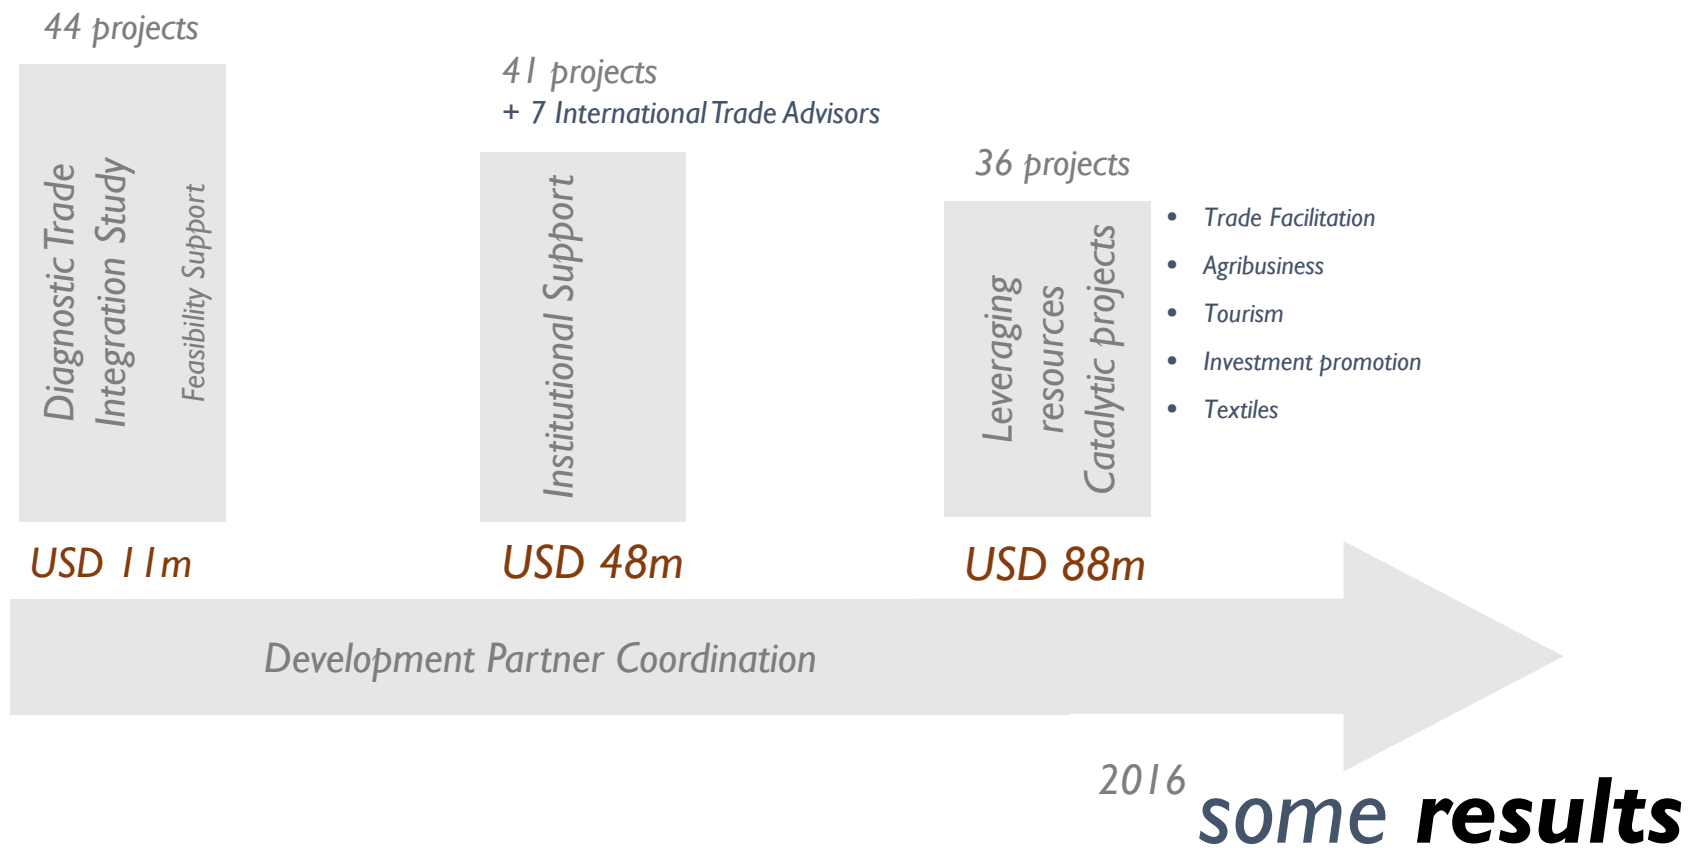 44 projects
Diagnostic Trade
Integration Study
Feasibility Support
USD 11m
41 projects
+ 7 International Trade Advisors
Institutional Support
USD 48m
36 projects
Leveraging
resources
Catalytic projects
• Trade Facilitation
• Agribusiness
• Tourism
• Investment promotion
• Textiles
USD 88m
Development Partner Coordination
2016
some results